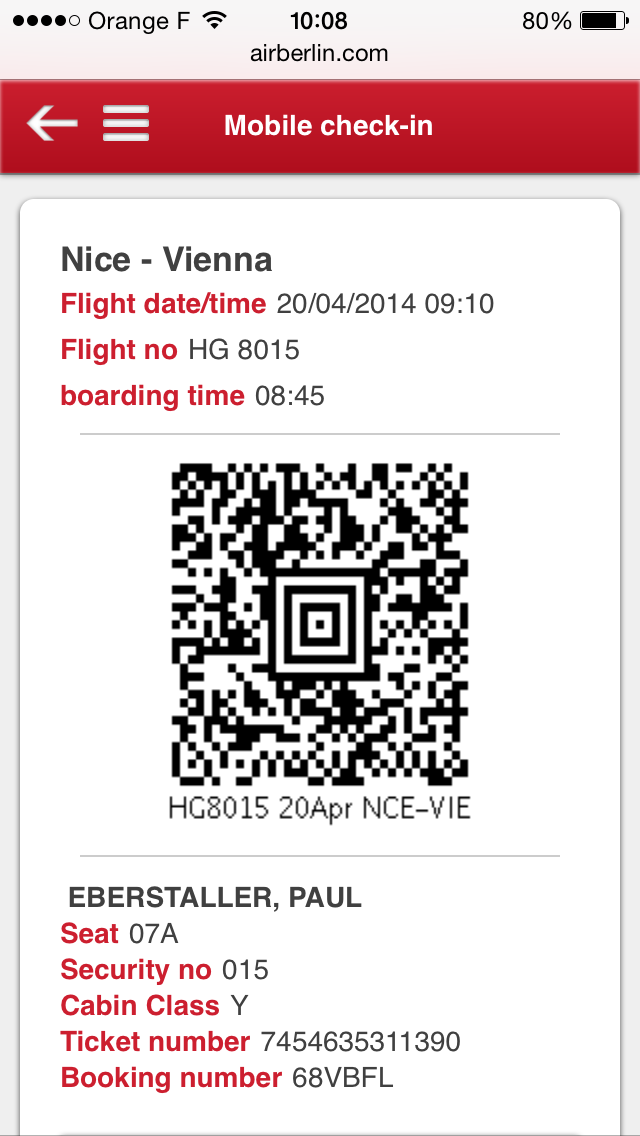 Orange F 10:08 80%
airberlin.com
Mobile check-in
Nice - Vienna
Flight date/time 20/04/2014 09:10
Flight no HG 8015
boarding time 08:45
HG8015 20Apr NCE-VIE
EBERSTALLER, PAUL
Seat 07A
Security no 015
Cabin Class Y
Ticket number 7454635311390
Booking number 68VBFL